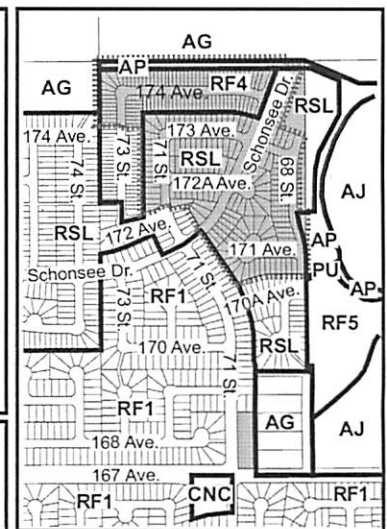 AG
AP
RF4
AG
174 Ave.
RSL
174 Ave.
173 Ave.
Schonsee Dr.
73 St.
71 St.
RSL
74 St.
68 St.
172A Ave.
AJ
RSL
172 Ave.
171 Ave.
AP
PU
AP
Schonsee Dr.
71 St.
170A Ave.
73 St.
RF1
RF5
170 Ave.
RSL
71 St.
RF1
AG
AJ
168 Ave.
167 Ave.
RF1
CNC
RF1